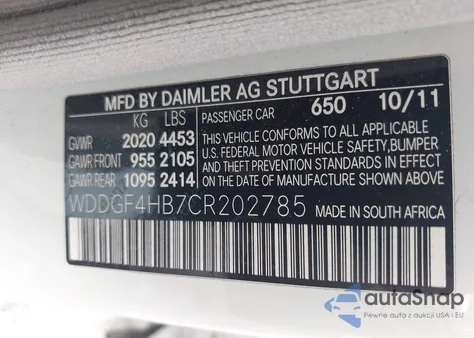 MFD BY DAIMLER AG STUTTGART
KG LBS PASSENGER CAR 650 10/11
GVWR 2020 4453
GAWR FRONT 955 2105
GAWR REAR 1095 2414
THIS VEHICLE CONFORMS TO ALL APPLICABLE
U.S. FEDERAL MOTOR VEHICLE SAFETY, BUMPER
AND THEFT PREVENTION STANDARDS IN EFFECT
ON THE DATE OF MANUFACTURE SHOWN ABOVE.
WDDGF4HB7CR202785 MADE IN SOUTH AFRICA
autoSnap
Pewne auta z aukcji USA i EU